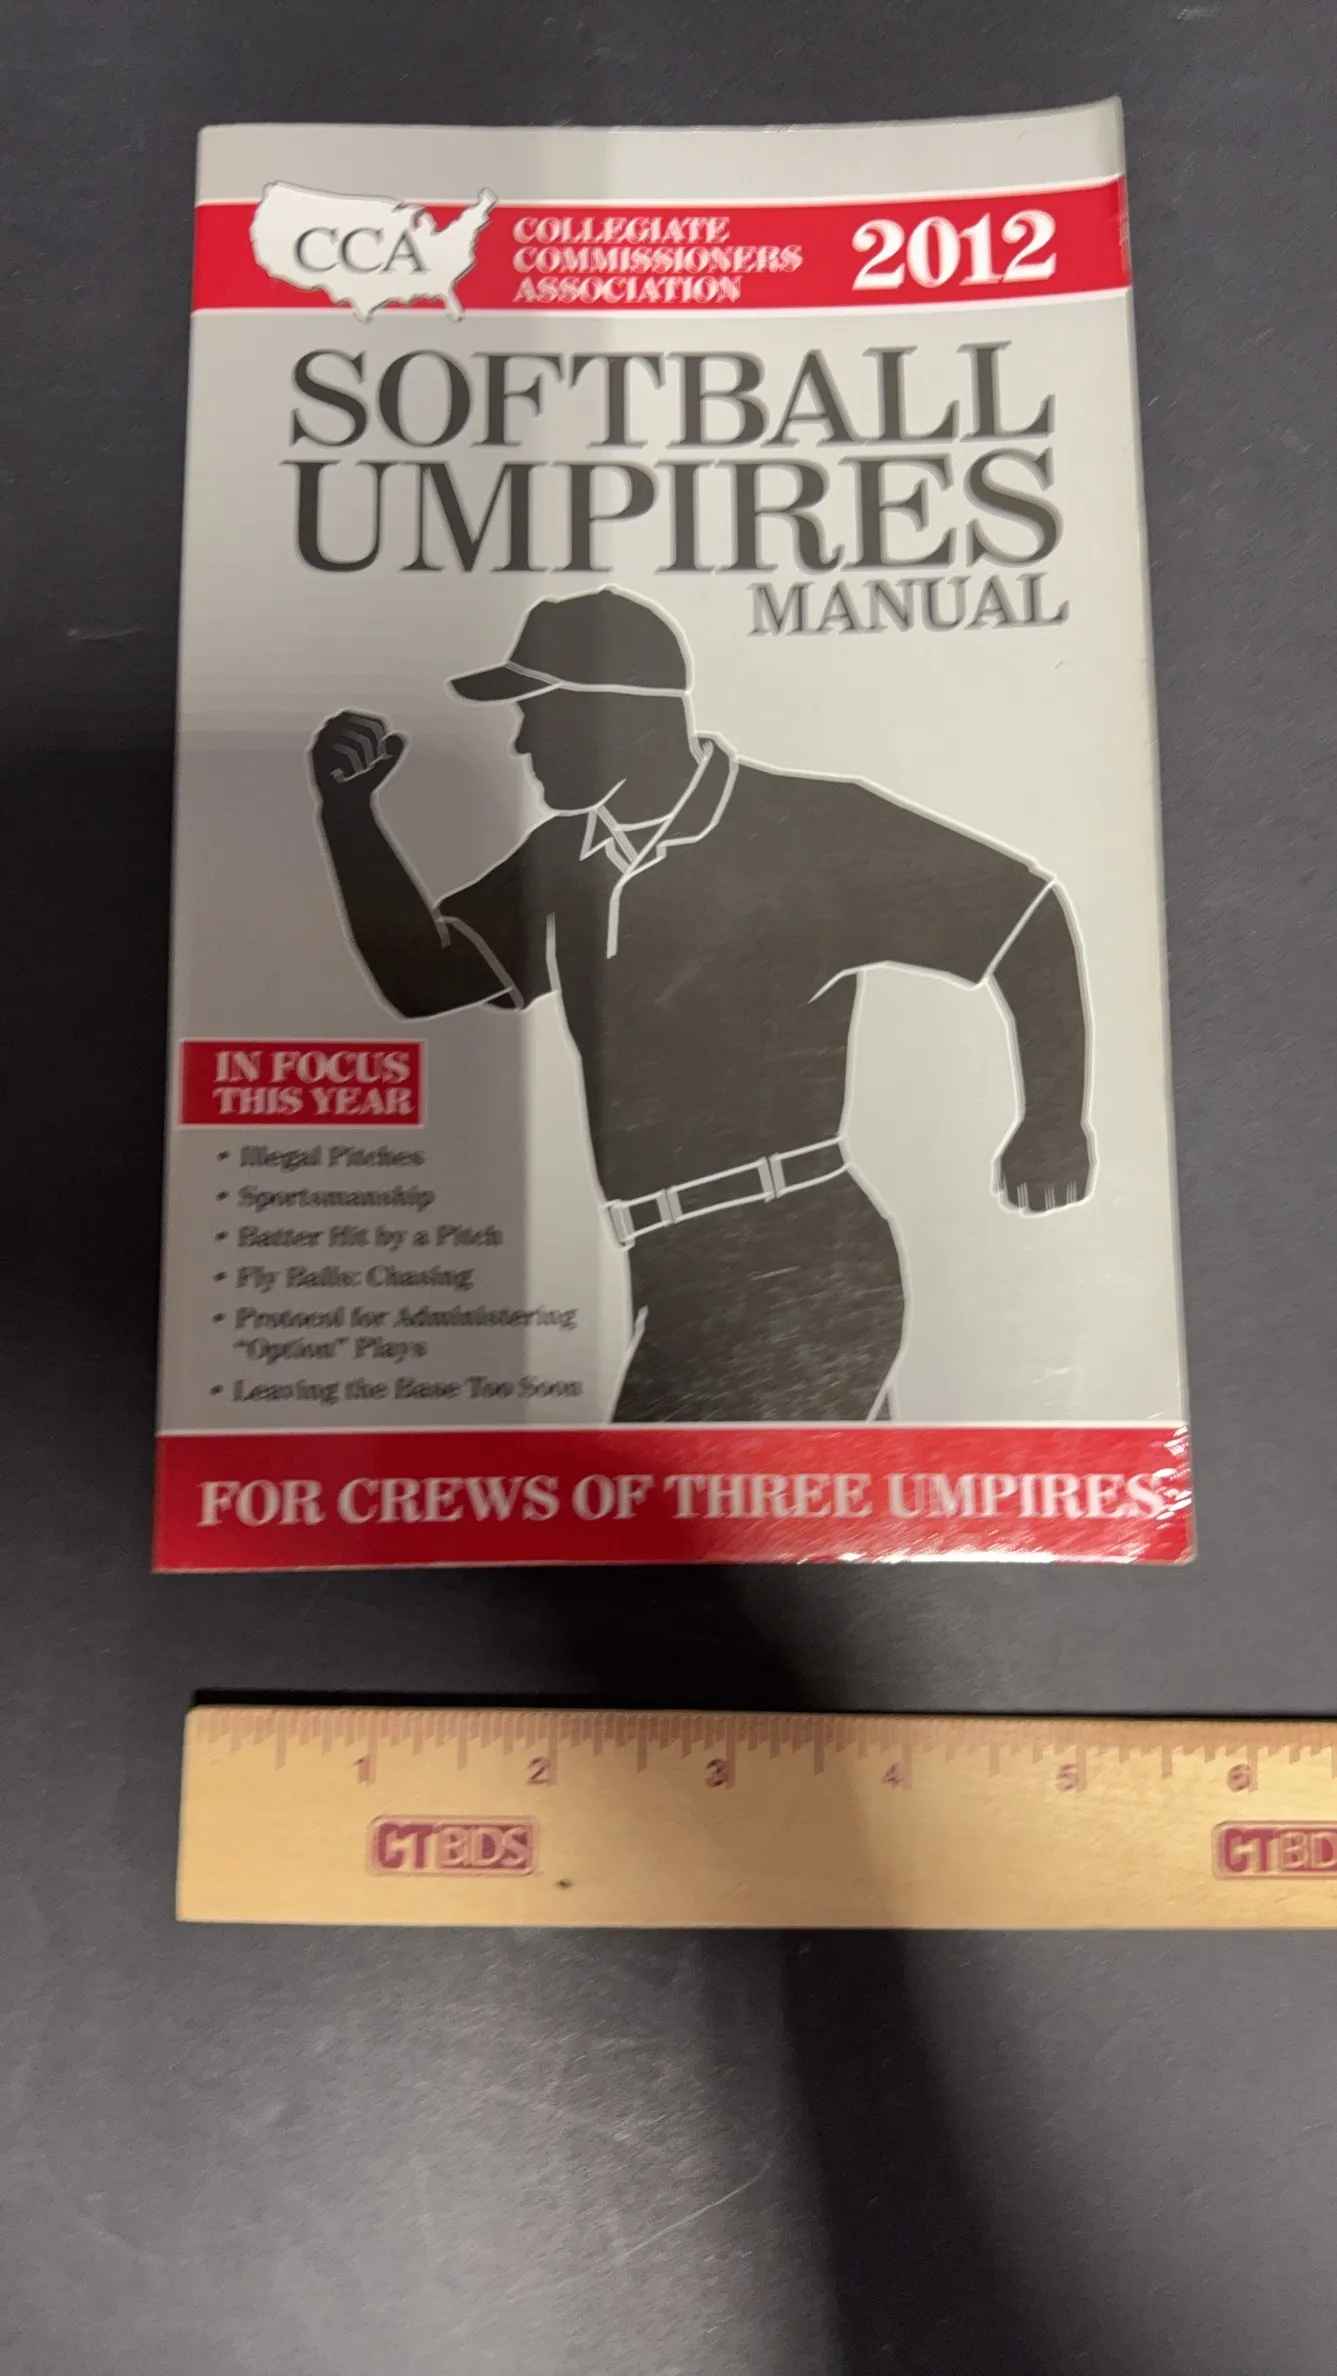 CCA
COLLEGIATE
COMMISSIONERS
ASSOCIATION
2012
SOFTBALL
UMPIRES
MANUAL
IN FOCUS
THIS YEAR
• Illegal Pitches
• Sportsmanship
• Batter Hit by a Pitch
• Fly Balls: Chasing
• Protocol for Administering
"Option" Plays
• Leaving the Base Too Soon
FOR CREWS OF THREE UMPIRES
1 2 3 4 5 6
CTBIDS CTBID